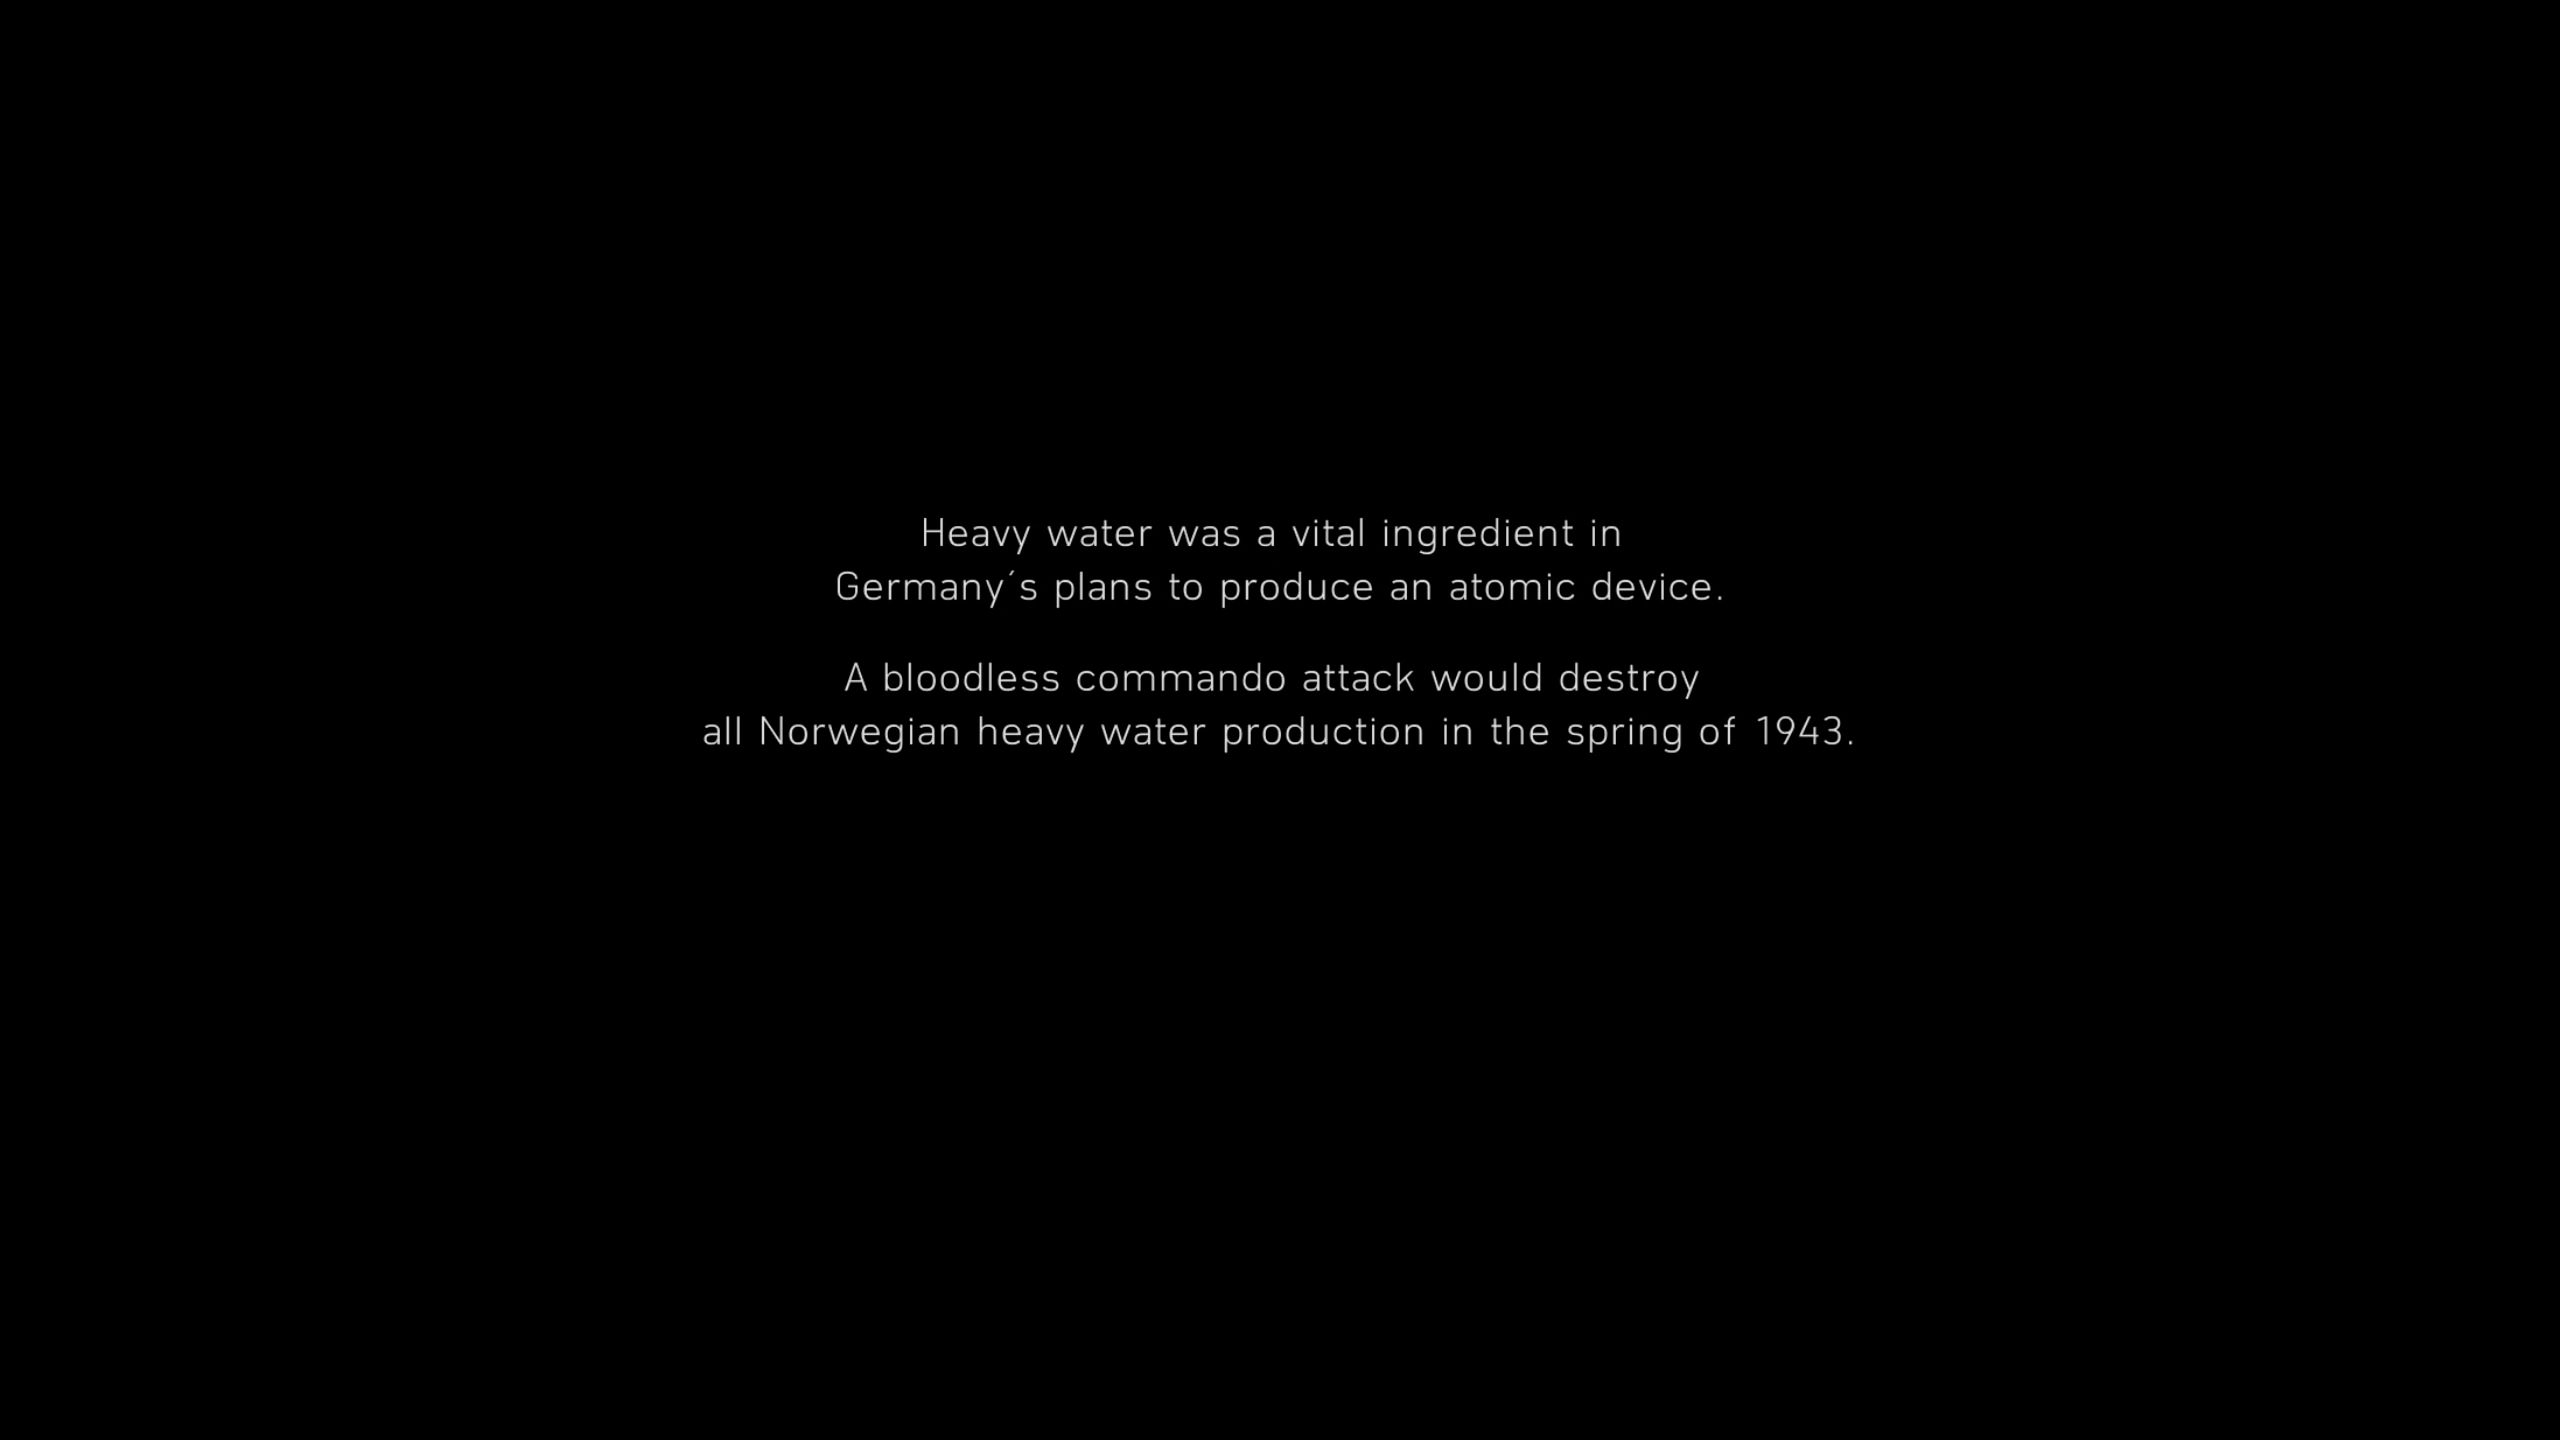 Heavy water was a vital ingredient in
Germany´s plans to produce an atomic device.
A bloodless commando attack would destroy
all Norwegian heavy water production in the spring of 1943.